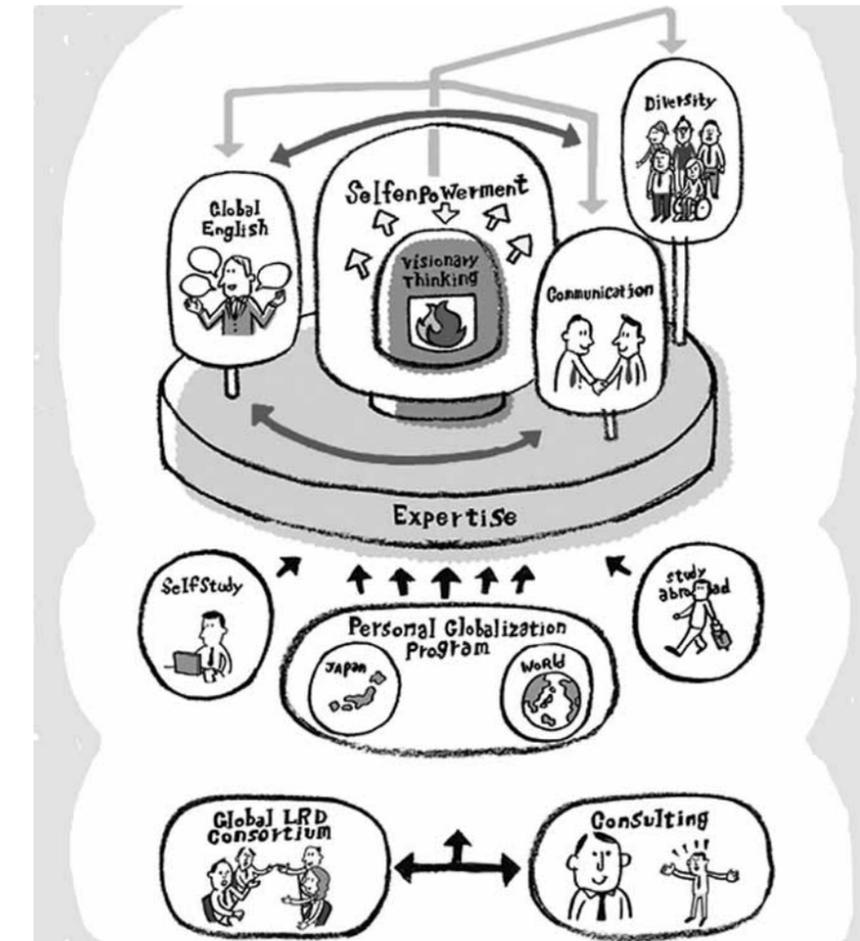 Diversity
Selfenpowerment
Global
English
Visionary
Thinking
Communication
Expertise
Selfstudy
study
abroad
Personal Globalization
Program
JApan
WoRld
Global LRD
Consortium
Consulting